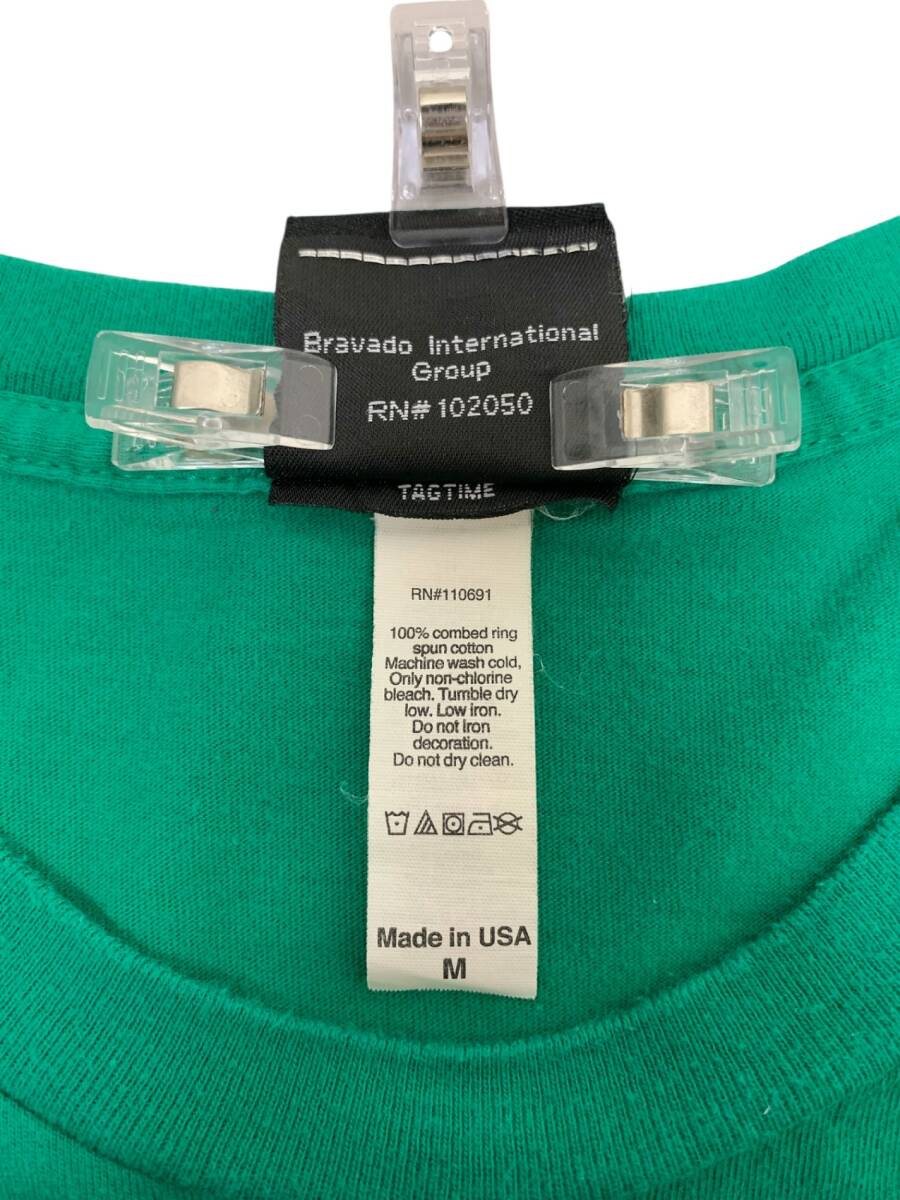 Bravado International
Group
RN# 102050
TAGTIME
RN#110691
100% combed ring
spun cotton
Machine wash cold,
Only non-chlorine
bleach. Tumble dry
low. Low iron.
Do not iron
decoration.
Do not dry clean.
Made in USA
M